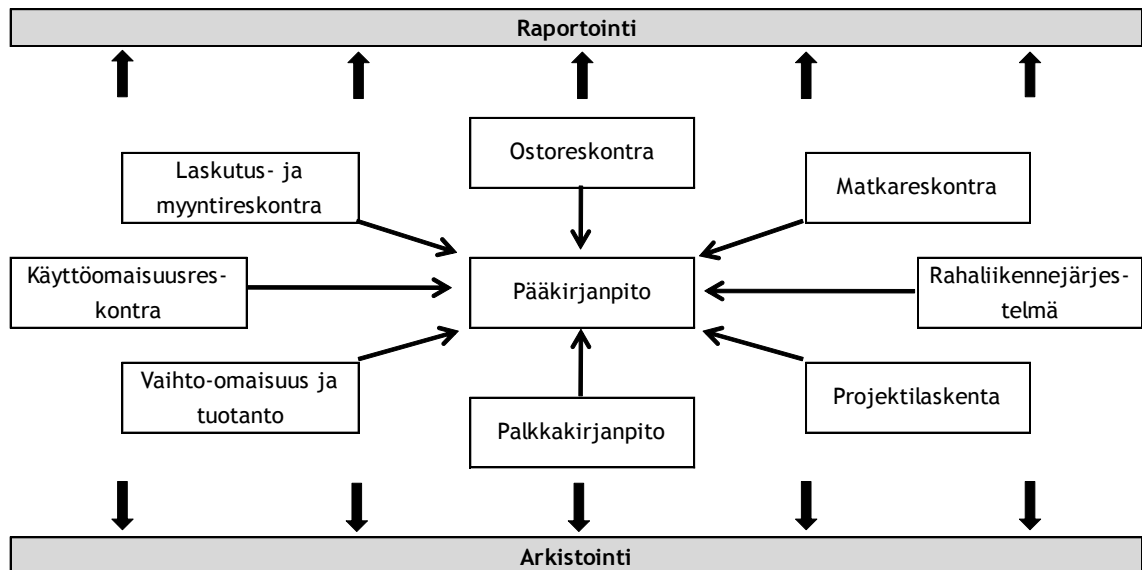 Raportointi
Ostoreskontra
Laskutus- ja
myyntireskontra
Matkareskontra
Käyttöomaisuusres-
kontra
Pääkirjanpito
Rahaliikennejärjes-
telmä
Vaihto-omaisuus ja
tuotanto
Projektilaskenta
Palkkakirjanpito
Arkistointi